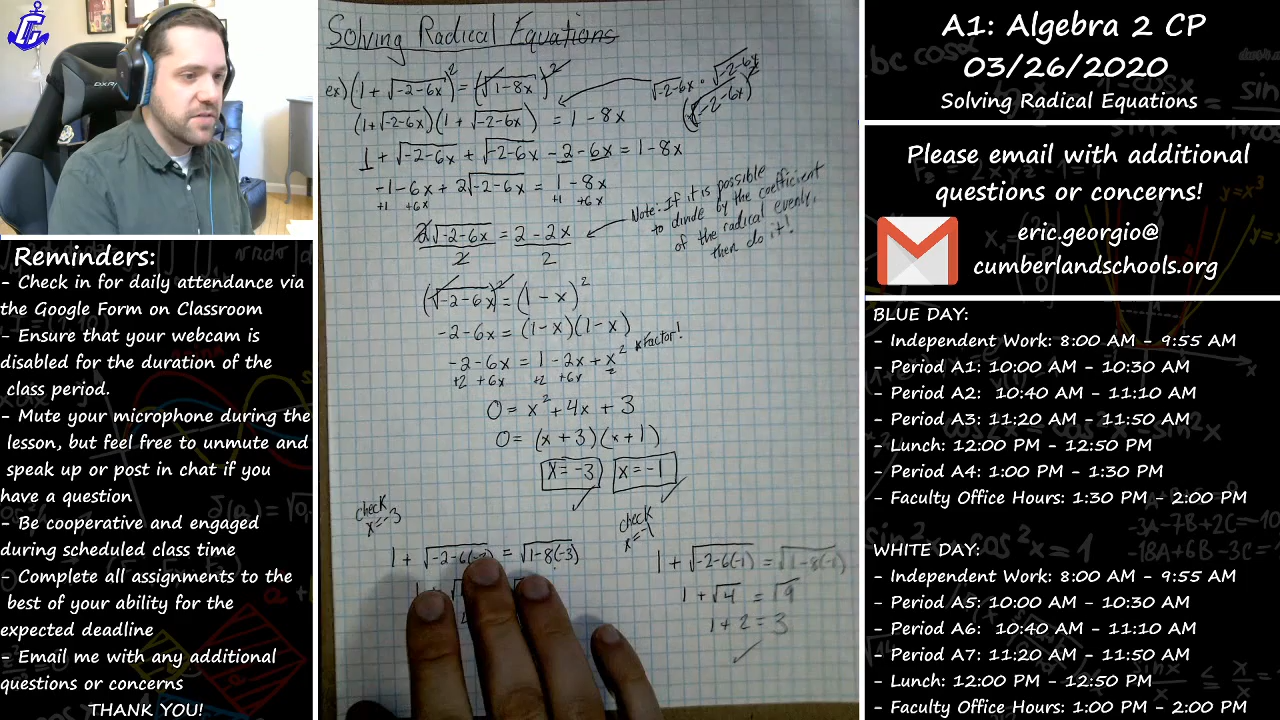 Solving Radical Equations
ex) (1 + √-2-6x)² = (√1-8x)²
√-2-6x · √-2-6x
(√-2-6x)²
(1+√-2-6x)(1 + √-2-6x) = 1 - 8x
1 + √-2-6x + √-2-6x - 2 - 6x = 1-8x
-1-6x + 2√-2-6x = 1 - 8x
+1 +6x +1 +6x
2√-2-6x = 2-2x
2 2
Note: If it is possible
to divide by the coefficient
of the radical evenly,
then do it!
(√-2-6x)² = (1 - x)²
-2-6x = (1-x)(1-x)
-2-6x = 1 - 2x + x² *Factor!
+2 +6x +2 +6x
0 = x² + 4x + 3
0 = (x + 3)(x + 1)
x = -3 x = -1
✓ ✓
check
x=-3
1 + √-2-6( = √1-8(-3)
1 + √
check
x=-1
1 + √-2-6(-1) = √1-8(-1)
1 + √4 = √9
1 + 2 = 3
✓
Reminders:
- Check in for daily attendance via
the Google Form on Classroom
- Ensure that your webcam is
disabled for the duration of the
class period.
- Mute your microphone during the
lesson, but feel free to unmute and
speak up or post in chat if you
have a question
- Be cooperative and engaged
during scheduled class time
- Complete all assignments to the
best of your ability for the
expected deadline
- Email me with any additional
questions or concerns
THANK YOU!
A1: Algebra 2 CP
03/26/2020
Solving Radical Equations
Please email with additional
questions or concerns!
eric.georgio@
cumberlandschools.org
BLUE DAY:
- Independent Work: 8:00 AM - 9:55 AM
- Period A1: 10:00 AM - 10:30 AM
- Period A2: 10:40 AM - 11:10 AM
- Period A3: 11:20 AM - 11:50 AM
- Lunch: 12:00 PM - 12:50 PM
- Period A4: 1:00 PM - 1:30 PM
- Faculty Office Hours: 1:30 PM - 2:00 PM
WHITE DAY:
- Independent Work: 8:00 AM - 9:55 AM
- Period A5: 10:00 AM - 10:30 AM
- Period A6: 10:40 AM - 11:10 AM
- Period A7: 11:20 AM - 11:50 AM
- Lunch: 12:00 PM - 12:50 PM
- Faculty Office Hours: 1:00 PM - 2:00 PM